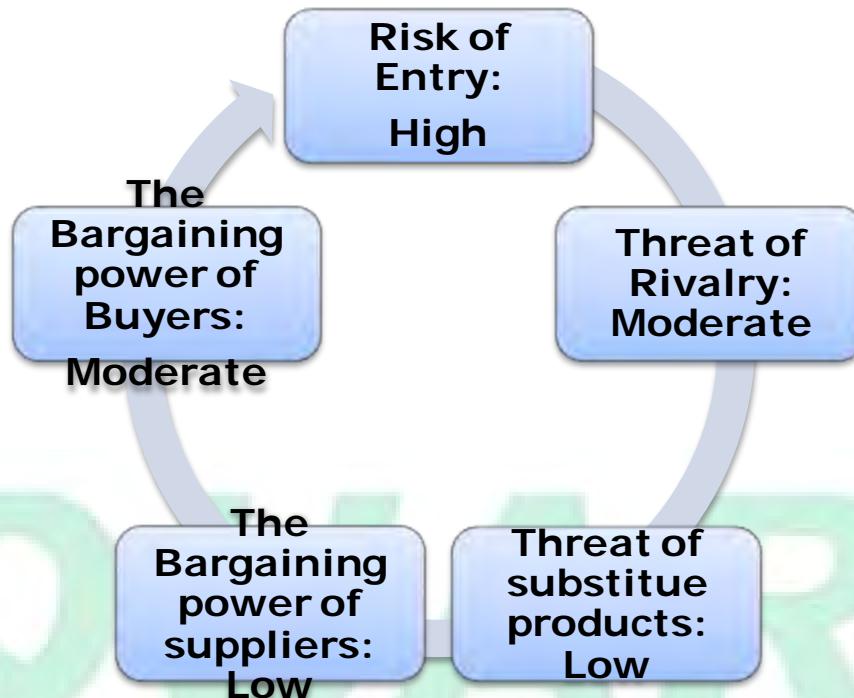 Risk of
Entry:
High
Threat of
Rivalry:
Moderate
Threat of
substitue
products:
Low
The
Bargaining
power of
suppliers:
Low
The
Bargaining
power of
Buyers:
Moderate